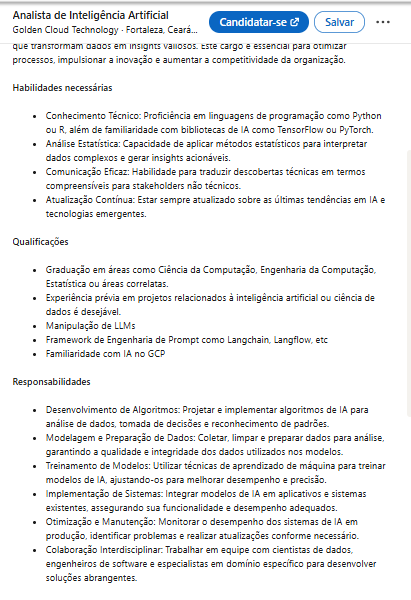 Analista de Inteligência Artificial
Golden Cloud Technology · Fortaleza, Ceará...
Candidatar-se
Salvar
que transformam dados em insights valiosos. Este cargo é essencial para otimizar
processos, impulsionar a inovação e aumentar a competitividade da organização.
Habilidades necessárias
• Conhecimento Técnico: Proficiência em linguagens de programação como Python
ou R, além de familiaridade com bibliotecas de IA como TensorFlow ou PyTorch.
• Análise Estatística: Capacidade de aplicar métodos estatísticos para interpretar
dados complexos e gerar insights acionáveis.
• Comunicação Eficaz: Habilidade para traduzir descobertas técnicas em termos
compreensíveis para stakeholders não técnicos.
• Atualização Contínua: Estar sempre atualizado sobre as últimas tendências em IA e
tecnologias emergentes.
Qualificações
• Graduação em áreas como Ciência da Computação, Engenharia da Computação,
Estatística ou áreas correlatas.
• Experiência prévia em projetos relacionados à inteligência artificial ou ciência de
dados é desejável.
• Manipulação de LLMs
• Framework de Engenharia de Prompt como Langchain, Langflow, etc
• Familiaridade com IA no GCP
Responsabilidades
• Desenvolvimento de Algoritmos: Projetar e implementar algoritmos de IA para
análise de dados, tomada de decisões e reconhecimento de padrões.
• Modelagem e Preparação de Dados: Coletar, limpar e preparar dados para análise,
garantindo a qualidade e integridade dos dados utilizados nos modelos.
• Treinamento de Modelos: Utilizar técnicas de aprendizado de máquina para treinar
modelos de IA, ajustando-os para melhorar desempenho e precisão.
• Implementação de Sistemas: Integrar modelos de IA em aplicativos e sistemas
existentes, assegurando sua funcionalidade e desempenho adequados.
• Otimização e Manutenção: Monitorar o desempenho dos sistemas de IA em
produção, identificar problemas e realizar atualizações conforme necessário.
• Colaboração Interdisciplinar: Trabalhar em equipe com cientistas de dados,
engenheiros de software e especialistas em domínio específico para desenvolver
soluções abrangentes.